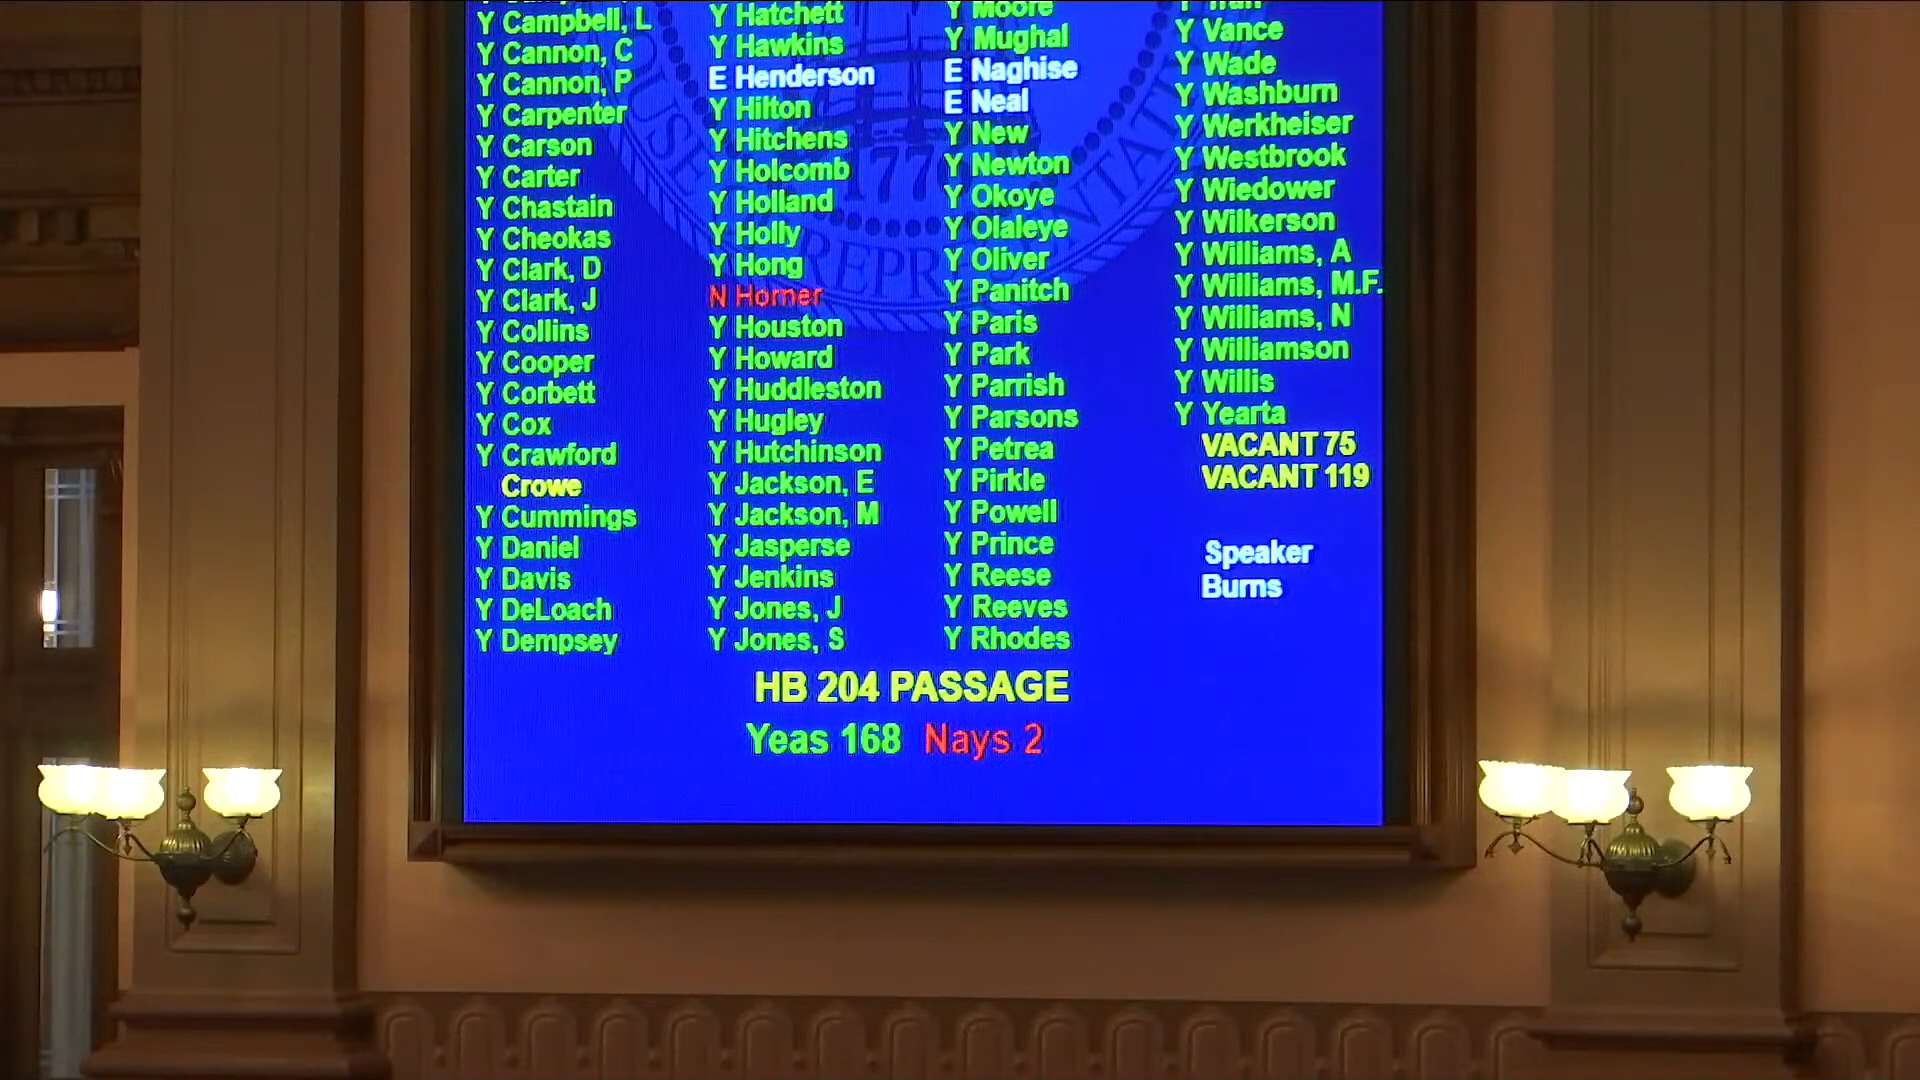 Y Campbell, L
Y Cannon, C
Y Cannon, P
Y Carpenter
Y Carson
Y Carter
Y Chastain
Y Cheokas
Y Clark, D
Y Clark, J
Y Collins
Y Cooper
Y Corbett
Y Cox
Y Crawford
Crowe
Y Cummings
Y Daniel
Y Davis
Y DeLoach
Y Dempsey
Y Hatchett
Y Hawkins
E Henderson
Y Hilton
Y Hitchens
Y Holcomb
Y Holland
Y Holly
Y Hong
N Horner
Y Houston
Y Howard
Y Huddleston
Y Hugley
Y Hutchinson
Y Jackson, E
Y Jackson, M
Y Jasperse
Y Jenkins
Y Jones, J
Y Jones, S
Y Moore
Y Mughal
E Naghise
E Neal
Y New
Y Newton
Y Okoye
Y Olaleye
Y Oliver
Y Panitch
Y Paris
Y Park
Y Parrish
Y Parsons
Y Petrea
Y Pirkle
Y Powell
Y Prince
Y Reese
Y Reeves
Y Rhodes
Y Tran
Y Vance
Y Wade
Y Washburn
Y Werkheiser
Y Westbrook
Y Wiedower
Y Wilkerson
Y Williams, A
Y Williams, M.F.
Y Williams, N
Y Williamson
Y Willis
Y Yearta
VACANT 75
VACANT 119
Speaker
Burns
HB 204 PASSAGE
Yeas 168 Nays 2